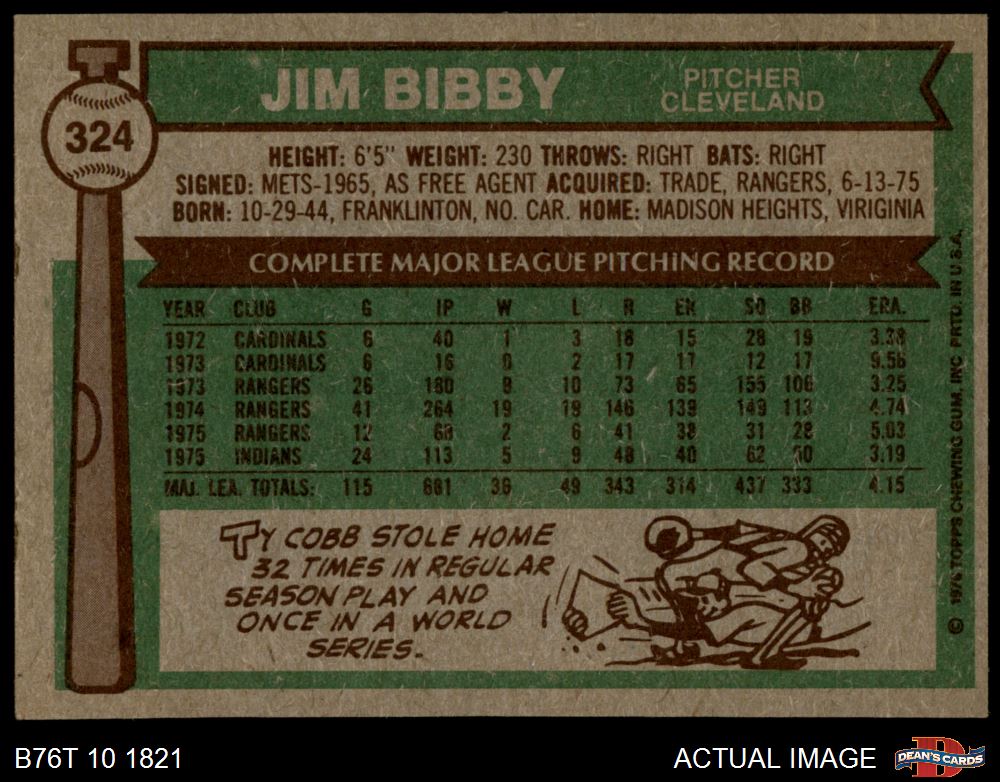 JIM BIBBY
PITCHER
CLEVELAND
324
HEIGHT: 6'5" WEIGHT: 230 THROWS: RIGHT BATS: RIGHT
SIGNED: METS-1965, AS FREE AGENT ACQUIRED: TRADE, RANGERS, 6-13-75
BORN: 10-29-44, FRANKLINTON, NO. CAR. HOME: MADISON HEIGHTS, VIRIGINIA
COMPLETE MAJOR LEAGUE PITCHING RECORD
YEAR CLUB G IP W L R ER SO BB ERA.
1972 CARDINALS 6 40 1 3 18 15 28 19 3.38
1973 CARDINALS 6 16 0 2 17 17 12 17 9.56
1973 RANGERS 26 180 9 10 73 65 155 106 3.25
1974 RANGERS 41 264 19 19 146 139 149 113 4.74
1975 RANGERS 12 68 2 6 41 38 31 28 5.03
1975 INDIANS 24 113 5 9 48 40 62 50 3.19
MAJ. LEA. TOTALS: 115 681 36 49 343 314 437 333 4.15
TY COBB STOLE HOME
32 TIMES IN REGULAR
SEASON PLAY AND
ONCE IN A WORLD
SERIES.
© 1976 TOPPS CHEWING GUM, INC. PRTD. IN U.S.A.
B76T 10 1821
ACTUAL IMAGE
D
DEAN'S CARDS